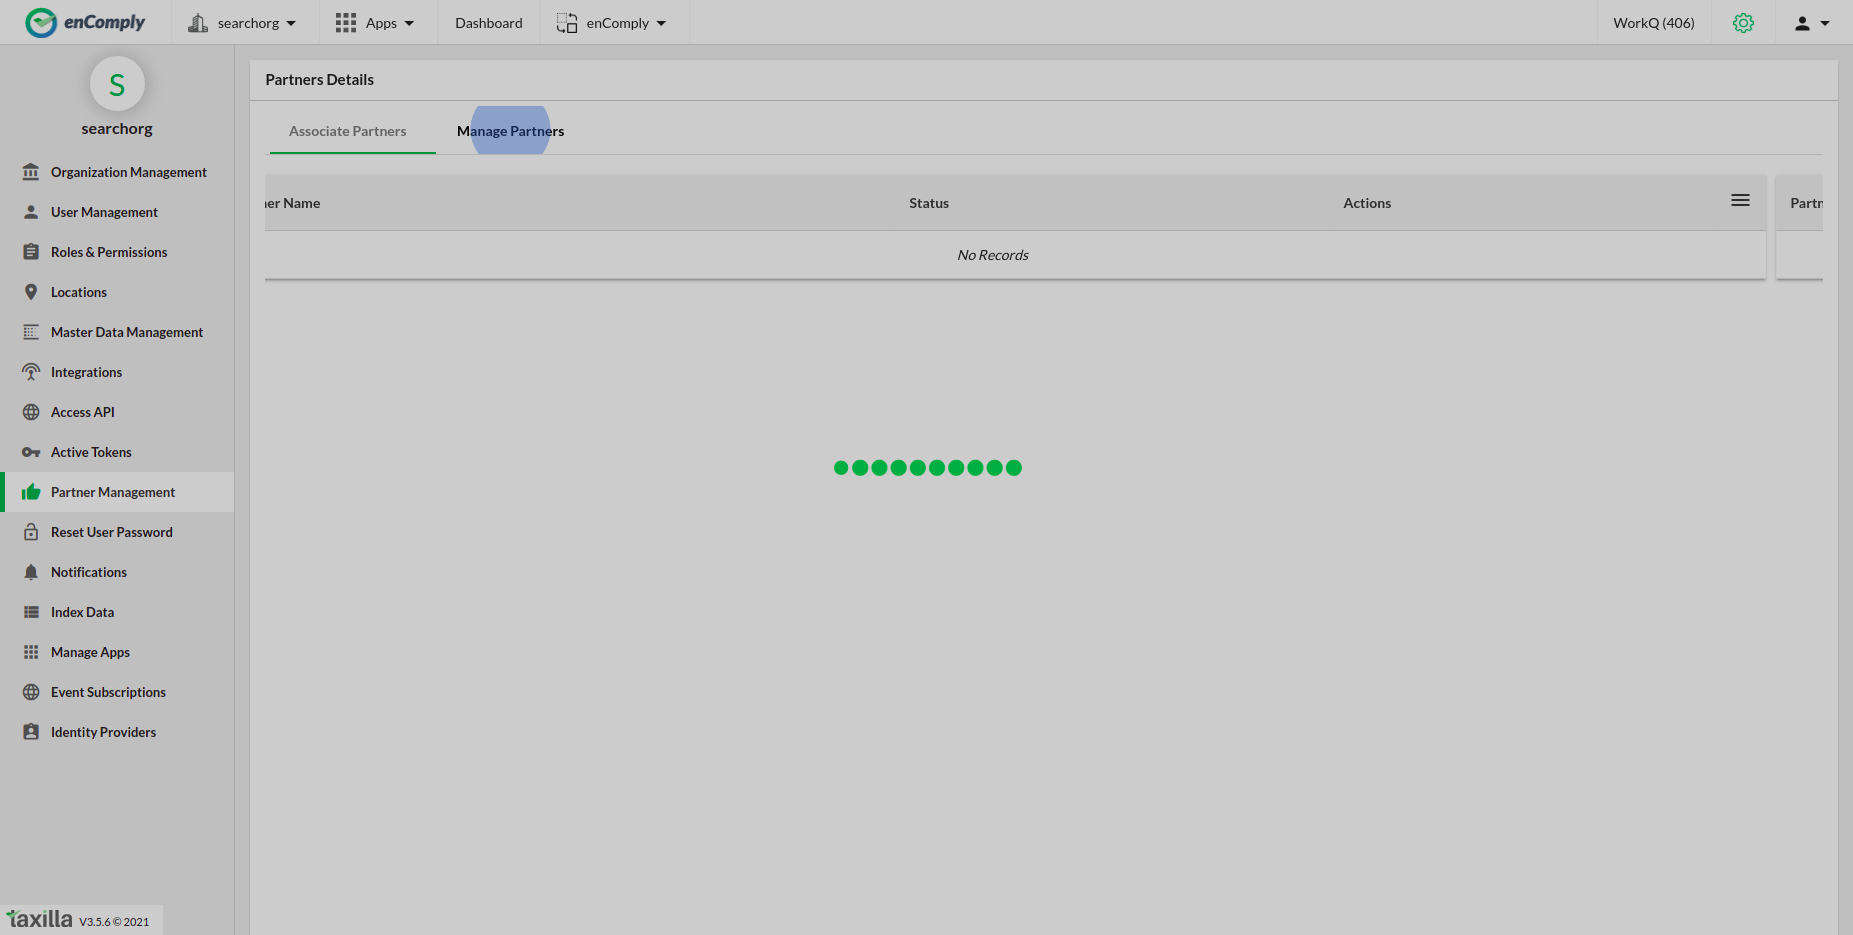 enComply
searchorg
Apps
Dashboard
enComply
WorkQ (406)
S
searchorg
Organization Management
User Management
Roles & Permissions
Locations
Master Data Management
Integrations
Access API
Active Tokens
Partner Management
Reset User Password
Notifications
Index Data
Manage Apps
Event Subscriptions
Identity Providers
taxilla V3.5.6 © 2021
Partners Details
Associate Partners
Manage Partners
er Name
Status
Actions
Partn
No Records